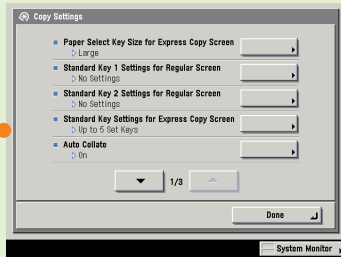 Copy Settings
Paper Select Key Size for Express Copy Screen
Large
Standard Key 1 Settings for Regular Screen
No Settings
Standard Key 2 Settings for Regular Screen
No Settings
Standard Key Settings for Express Copy Screen
Up to 5 Set Keys
Auto Collate
On
1/3
Done
System Monitor